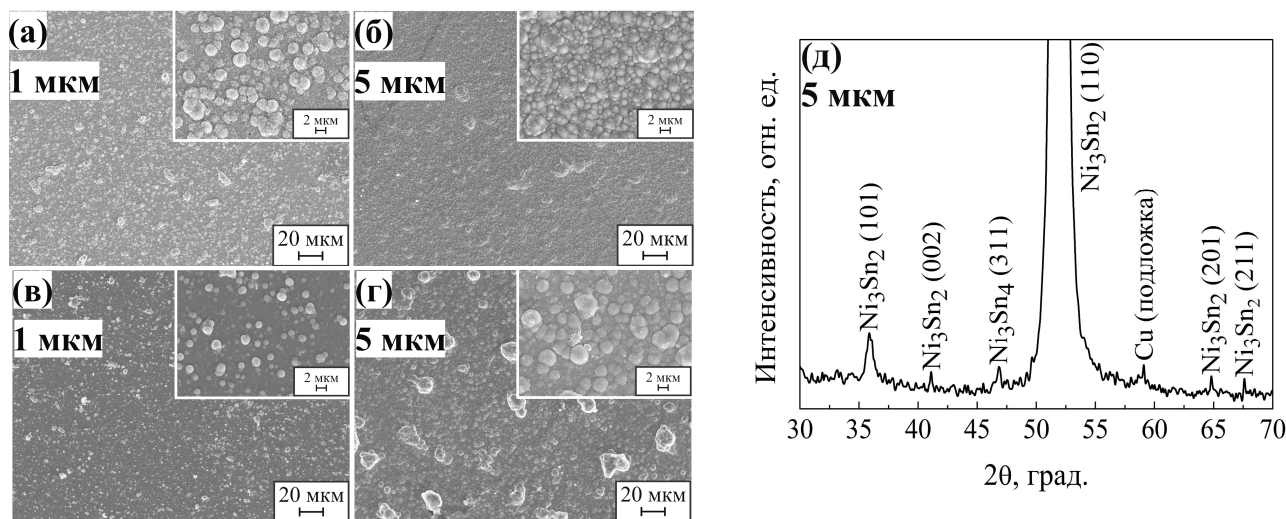 (а)
1 мкм
2 мкм
20 мкм
(б)
5 мкм
2 мкм
20 мкм
(в)
1 мкм
2 мкм
20 мкм
(г)
5 мкм
2 мкм
20 мкм
(д)
5 мкм
Интенсивность, отн. ед.
Ni₃Sn₂ (101)
Ni₃Sn₂ (002)
Ni₃Sn₄ (311)
Ni₃Sn₂ (110)
Cu (подложка)
Ni₃Sn₂ (201)
Ni₃Sn₂ (211)
30 35 40 45 50 55 60 65 70
2θ, град.